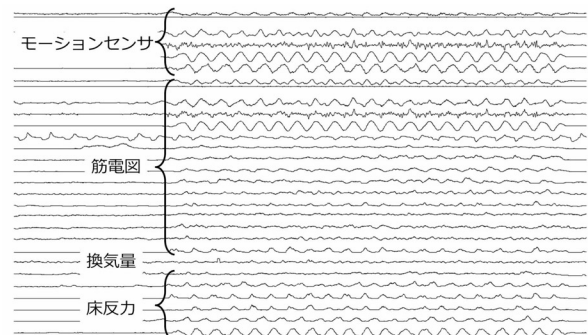 モーションセンサ
筋電図
換気量
床反力